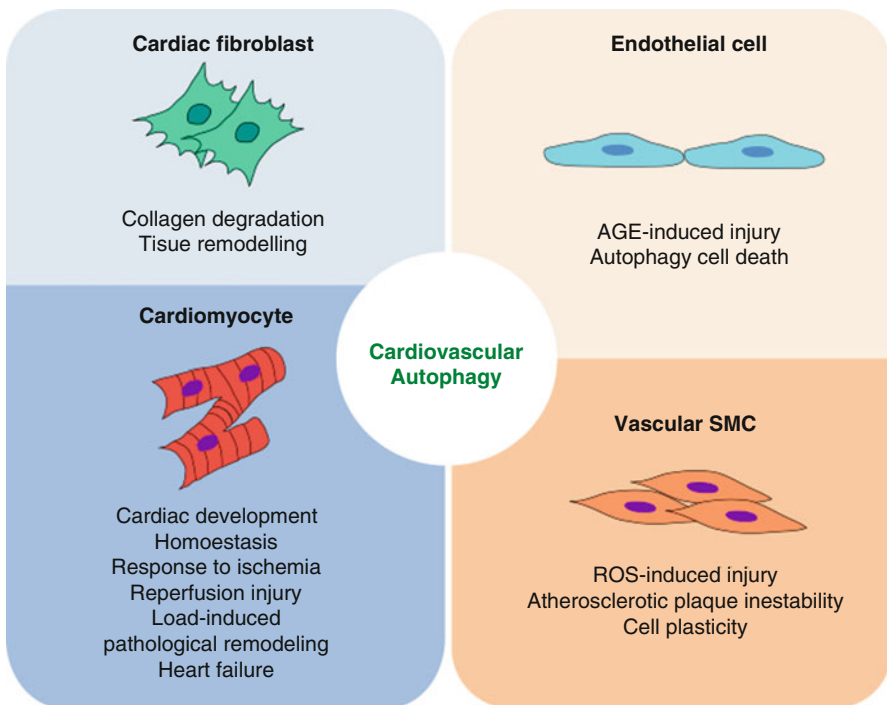 Cardiac fibroblast
Collagen degradation
Tissue remodelling
Endothelial cell
AGE-induced injury
Autophagy cell death
Cardiovascular
Autophagy
Cardiomyocyte
Cardiac development
Homoestasis
Response to ischemia
Reperfusion injury
Load-induced
pathological remodeling
Heart failure
Vascular SMC
ROS-induced injury
Atherosclerotic plaque inestability
Cell plasticity